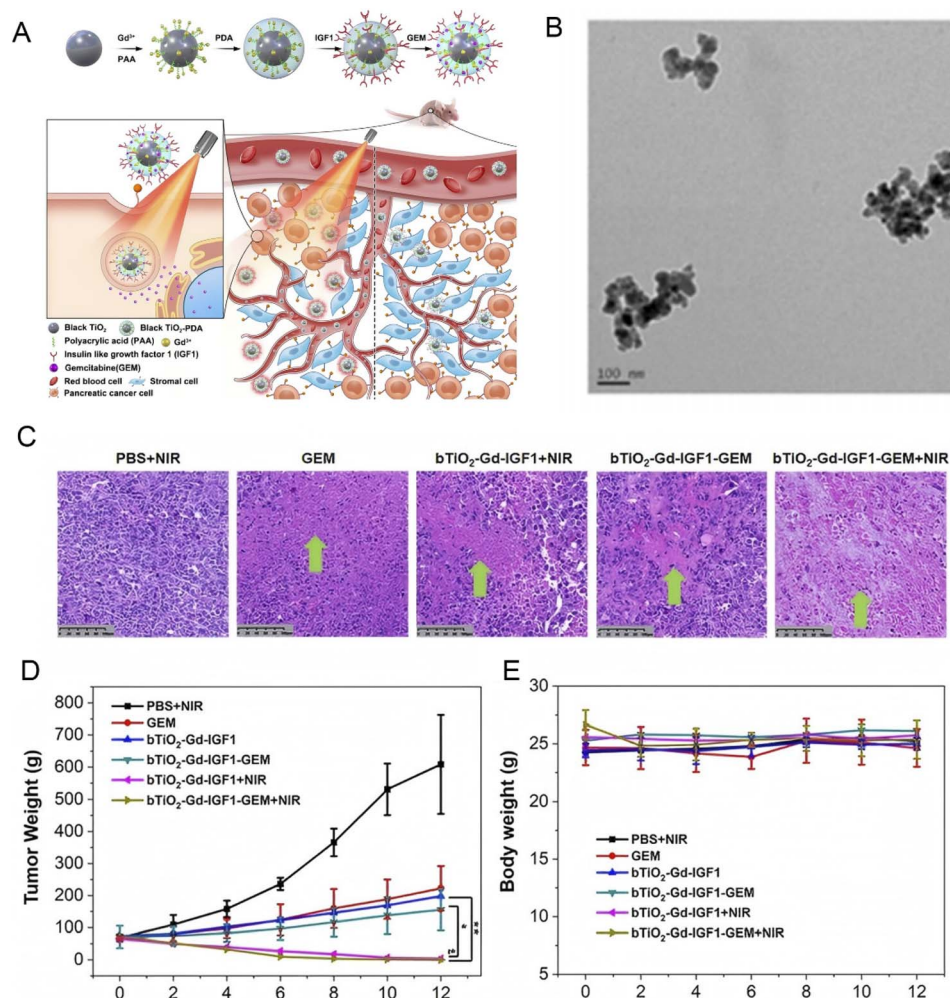 A
Gd³⁺
PAA
PDA
IGF1
GEM
Black TiO₂
Black TiO₂-PDA
Polyacrylic acid (PAA)
Gd³⁺
Insulin like growth factor 1 (IGF1)
Gemcitabine(GEM)
Red blood cell
Stromal cell
Pancreatic cancer cell
B
100 nm
C
PBS+NIR
GEM
bTiO₂-Gd-IGF1+NIR
bTiO₂-Gd-IGF1-GEM
bTiO₂-Gd-IGF1-GEM+NIR
D
Tumor Weight (g)
800
700
600
500
400
300
200
100
0
PBS+NIR
GEM
bTiO₂-Gd-IGF1
bTiO₂-Gd-IGF1-GEM
bTiO₂-Gd-IGF1+NIR
bTiO₂-Gd-IGF1-GEM+NIR
*
**
**
0 2 4 6 8 10 12
E
Body weight (g)
30
25
20
15
10
5
PBS+NIR
GEM
bTiO₂-Gd-IGF1
bTiO₂-Gd-IGF1-GEM
bTiO₂-Gd-IGF1+NIR
bTiO₂-Gd-IGF1-GEM+NIR
0 2 4 6 8 10 12